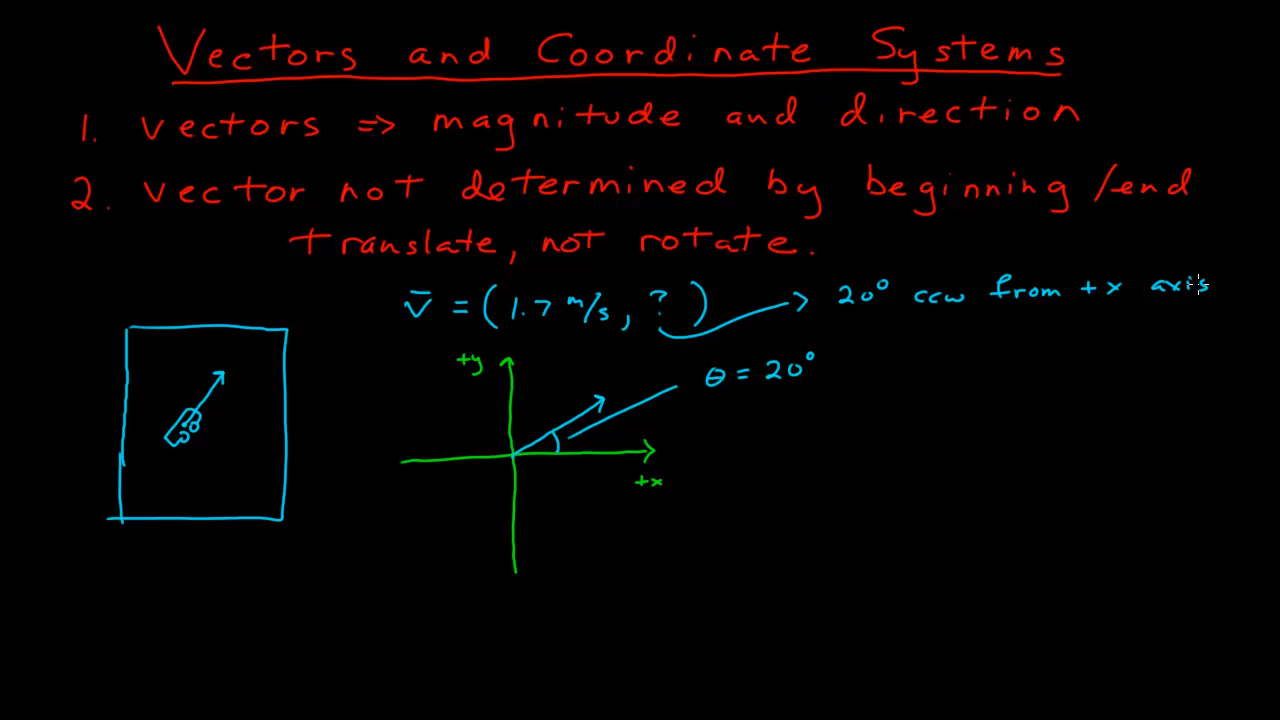 Vectors and Coordinate Systems
1. vectors => magnitude and direction
2. vector not determined by beginning/end
translate, not rotate.
v̄ = (1.7 m/s, ?) → 20° ccw from +x axis
+y
θ = 20°
+x